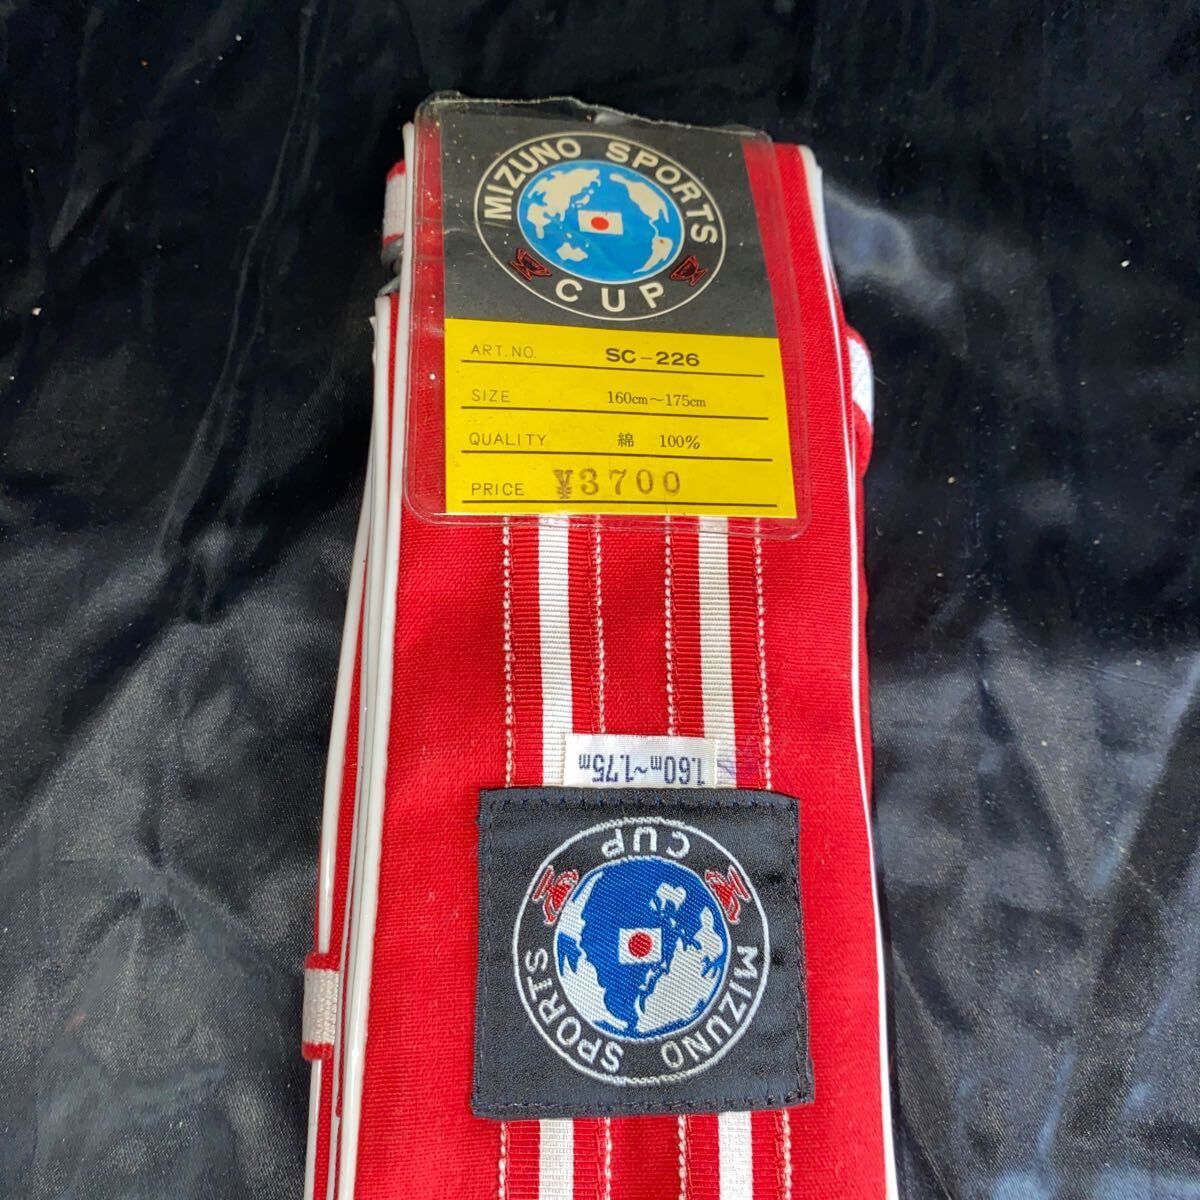 MIZUNO SPORTS
CUP
ART.NO. SC-226
SIZE 160cm～175cm
QUALITY 綿 100%
PRICE ¥3700
1.60m~1.75m
MIZUNO SPORTS
CUP